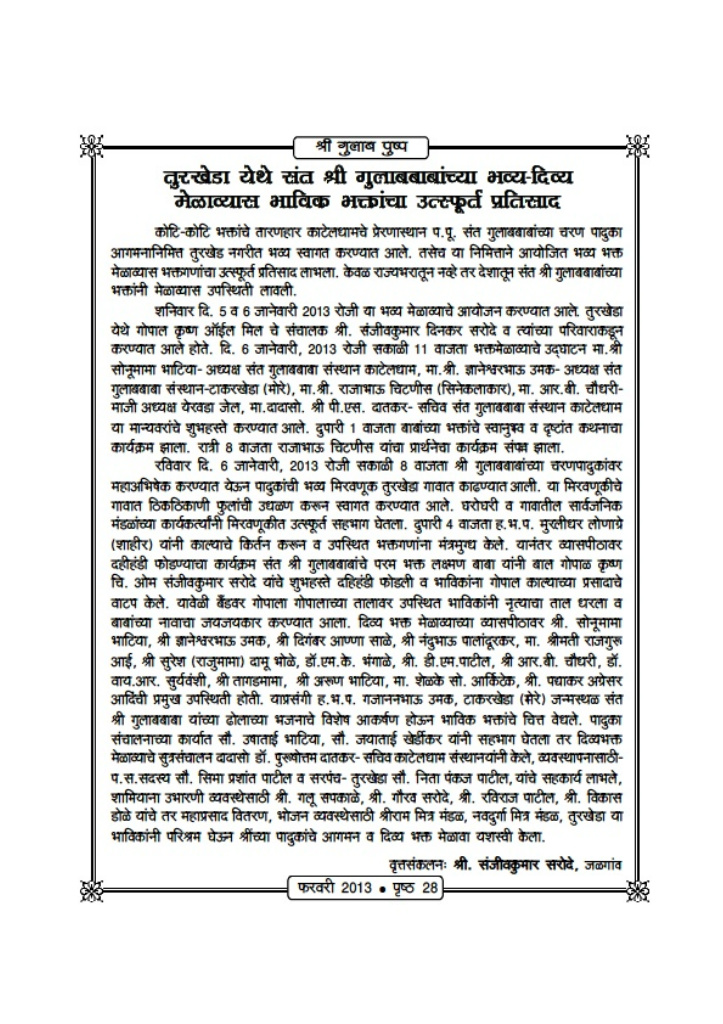 श्री गुलाब पुष्प
तुरखेडा येथे संत श्री गुलाबबाबांच्या भव्य-दिव्य
मेळाव्यास भाविक भक्तांचा उत्स्फूर्त प्रतिसाद
कोटि-कोटि भक्तांचे तारणहार काटेलधामचे प्रेरणास्थान प.पू. संत गुलाबबाबांच्या चरण पादुका
आगमनानिमित्त तुरखेड नगरीत भव्य स्वागत करण्यात आले. तसेच या निमित्ताने आयोजित भव्य भक्त
मेळाव्यास भक्तगणांचा उत्स्फूर्त प्रतिसाद लाभला. केवळ राज्यभरातून नव्हे तर देशातून संत श्री गुलाबबाबांच्या
भक्तांनी मेळाव्यास उपस्थिती लावली.
शनिवार दि. 5 व 6 जानेवारी 2013 रोजी या भव्य मेळाव्याचे आयोजन करण्यात आले. तुरखेडा
येथे गोपाल कृष्ण ऑईल मिल चे संचालक श्री. संजीवकुमार दिनकर सरोदे व त्यांच्या परिवाराकडून
करण्यात आले होते. दि. 6 जानेवारी, 2013 रोजी सकाळी 11 वाजता भक्तमेळाव्याचे उद्घाटन मा.श्री
सोनूमामा भाटिया- अध्यक्ष संत गुलाबबाबा संस्थान काटेलधाम, मा.श्री. ज्ञानेश्वरभाऊ उमक- अध्यक्ष संत
गुलाबबाबा संस्थान-टाकरखेडा (मोरे), मा.श्री. राजाभाऊ चिटणीस (सिनेकलाकार), मा. आर.बी. चौधरी-
माजी अध्यक्ष येरवडा जेल, मा.दादासो. श्री पी.एस. दातकर- सचिव संत गुलाबबाबा संस्थान काटेलधाम
या मान्यवरांचे शुभहस्ते करण्यात आले. दुपारी 1 वाजता बाबांच्या भक्तांचे स्वानुभव व दृष्टांत कथनाचा
कार्यक्रम झाला. रात्री 8 वाजता राजाभाऊ चिटणीस यांचा प्रार्थनेचा कार्यक्रम संपन्न झाला.
रविवार दि. 6 जानेवारी, 2013 रोजी सकाळी 8 वाजता श्री गुलाबबाबांच्या चरणपादुकांवर
महाअभिषेक करण्यात येऊन पादुकांची भव्य मिरवणूक तुरखेडा गावात काढण्यात आली. या मिरवणूकीचे
गावात ठिकठिकाणी फुलांची उधळण करून स्वागत करण्यात आले. घरोघरी व गावातील सार्वजनिक
मंडळांच्या कार्यकर्त्यांनी मिरवणूकीत उत्स्फूर्त सहभाग घेतला. दुपारी 4 वाजता ह.भ.प. मुरलीधर लोणाग्रे
(शाहीर) यांनी काल्याचे किर्तन करून व उपस्थित भक्तगणांना मंत्रमुग्ध केले. यानंतर व्यासपीठावर
दहीहंडी फोडण्याचा कार्यक्रम संत श्री गुलाबबाबांचे परम भक्त लक्ष्मण बाबा यांनी बाल गोपाळ कृष्ण
चि. ओम संजीवकुमार सरोदे यांचे शुभहस्ते दहिहंडी फोडली व भाविकांना गोपाल काल्याच्या प्रसादाचे
वाटप केले. यावेळी बँडवर गोपाला गोपालाच्या तालावर उपस्थित भाविकांनी नृत्याचा ताल धरला व
बाबांच्या नावाचा जयजयकार करण्यात आला. दिव्य भक्त मेळाव्याच्या व्यासपीठावर श्री. सोनूमामा
भाटिया, श्री ज्ञानेश्वरभाऊ उमक, श्री दिगंबर आण्णा साळे, श्री नंदुभाऊ पालांदूरकर, मा. श्रीमती राजगुरू
आई, श्री सुरेश (राजुमामा) दामू भोळे, डॉ.एम.के. भंगाळे, श्री. डी.एम.पाटील, श्री आर.बी. चौधरी, डॉ.
वाय.आर. सुर्यवंशी, श्री तागडमामा, श्री अरूण भाटिया, मा. शेळके सो. आर्किटेक, श्री. पद्याकर अग्रेसर
आदिंची प्रमुख उपस्थिती होती. याप्रसंगी ह.भ.प. गजाननभाऊ उमक, टाकरखेडा (मोरे) जन्मस्थळ संत
श्री गुलाबबाबा यांच्या ढोलाच्या भजनाचे विशेष आकर्षण होऊन भाविक भक्तांचे चित्त वेधले. पादुका
संचालनाच्या कार्यात सौ. उषाताई भाटिया, सौ. जयाताई खेर्डीकर यांनी सहभाग घेतला तर दिव्यभक्त
मेळाव्याचे सुत्रसंचालन दादासो डॉ. पुरूषोत्तम दातकर- सचिव काटेलधाम संस्थानयांनी केले, व्यवस्थापनासाठी-
प.स.सदस्य सौ. सिमा प्रशांत पाटील व सरपंच- तुरखेडा सौ. निता पंकज पाटील, यांचे सहकार्य लाभले,
शामियाना उभारणी व्यवस्थेसाठी श्री. गलू सपकाळे, श्री. गौरव सरोदे, श्री. रविराज पाटील, श्री. विकास
डोळे यांचे तर महाप्रसाद वितरण, भोजन व्यवस्थेसाठी श्रीराम मित्र मंडळ, नवदुर्गा मित्र मंडळ, तुरखेडा या
भाविकांनी परिश्रम घेऊन श्रींच्या पादुकांचे आगमन व दिव्य भक्त मेळावा यशस्वी केला.
वृत्तसंकलनः श्री. संजीवकुमार सरोदे, जळगांव
फरवरी 2013 ● पृष्ठ 28